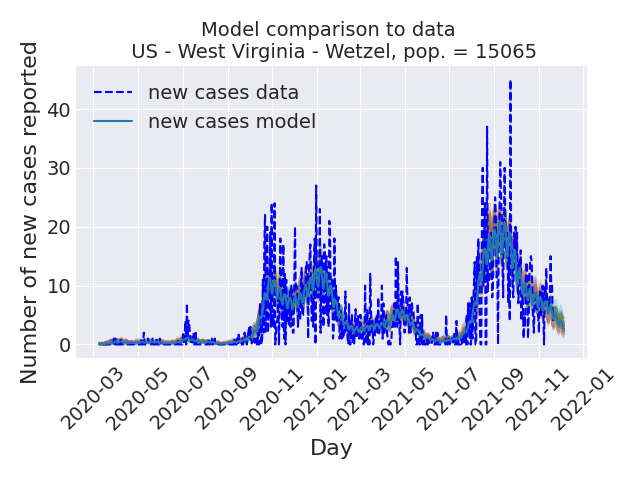 Model comparison to data
US - West Virginia - Wetzel, pop. = 15065
Number of new cases reported
40
30
20
10
0
new cases data
new cases model
2020-03
2020-05
2020-07
2020-09
2020-11
2021-01
2021-03
2021-05
2021-07
2021-09
2021-11
2022-01
Day